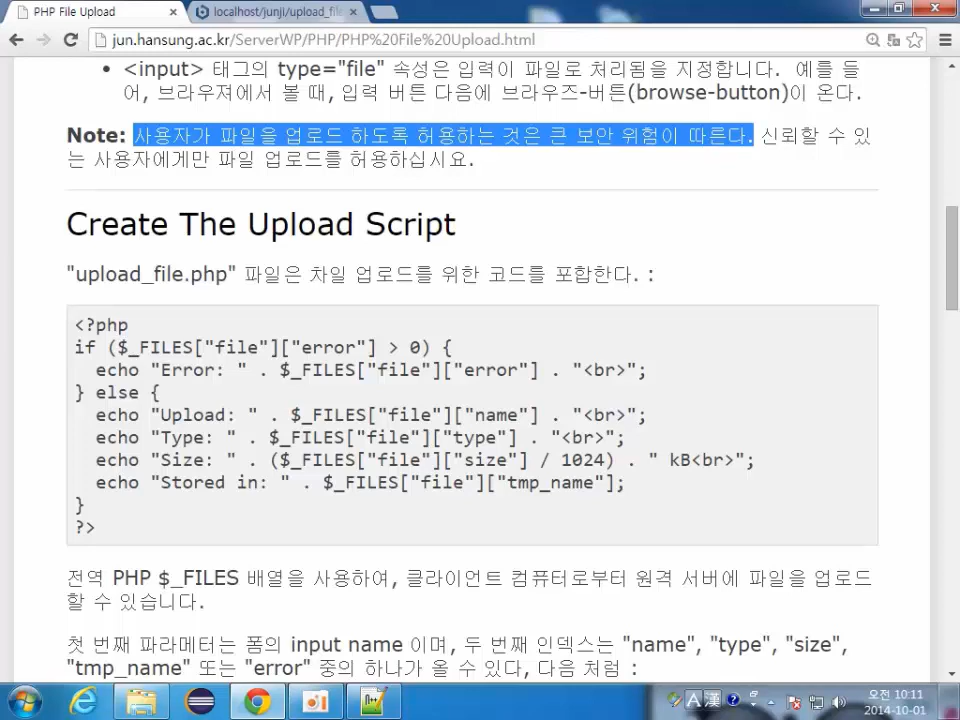 PHP File Upload
localhost/junji/upload_file
jun.hansung.ac.kr/ServerWP/PHP/PHP%20File%20Upload.html
• <input> 태그의 type="file" 속성은 입력이 파일로 처리됨을 지정합니다. 예를 들
어, 브라우져에서 볼 때, 입력 버튼 다음에 브라우즈-버튼(browse-button)이 온다.
Note: 사용자가 파일을 업로드 하도록 허용하는 것은 큰 보안 위험이 따른다. 신뢰할 수 있
는 사용자에게만 파일 업로드를 허용하십시요.
Create The Upload Script
"upload_file.php" 파일은 차일 업로드를 위한 코드를 포합한다. :
<?php
if ($_FILES["file"]["error"] > 0) {
echo "Error: " . $_FILES["file"]["error"] . "<br>";
} else {
echo "Upload: " . $_FILES["file"]["name"] . "<br>";
echo "Type: " . $_FILES["file"]["type"] . "<br>";
echo "Size: " . ($_FILES["file"]["size"] / 1024) . " kB<br>";
echo "Stored in: " . $_FILES["file"]["tmp_name"];
}
?>
전역 PHP $_FILES 배열을 사용하여, 클라이언트 컴퓨터로부터 원격 서버에 파일을 업로드
할 수 있습니다.
첫 번째 파라메터는 폼의 input name 이며, 두 번째 인덱스는 "name", "type", "size",
"tmp_name" 또는 "error" 중의 하나가 올 수 있다, 다음 처럼 :
A 漢
오전 10:11
2014-10-01